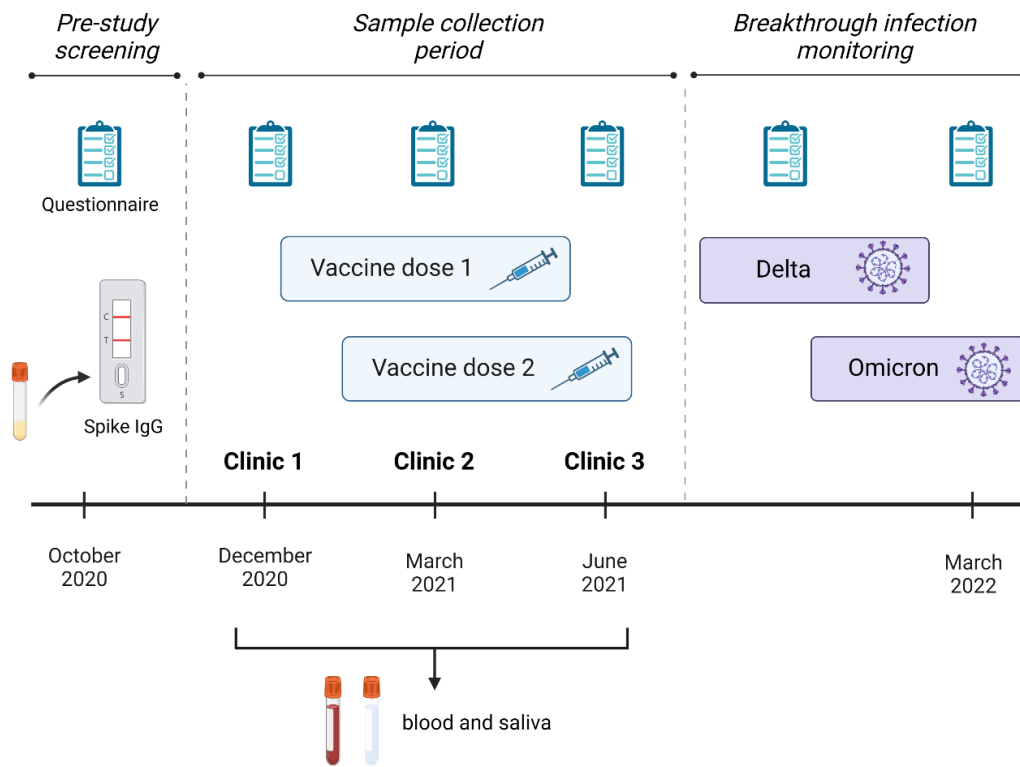 Pre-study
screening
Sample collection
period
Breakthrough infection
monitoring
Questionnaire
Vaccine dose 1
Delta
C
T
S
Vaccine dose 2
Omicron
Spike IgG
Clinic 1
Clinic 2
Clinic 3
October
2020
December
2020
March
2021
June
2021
March
2022
blood and saliva